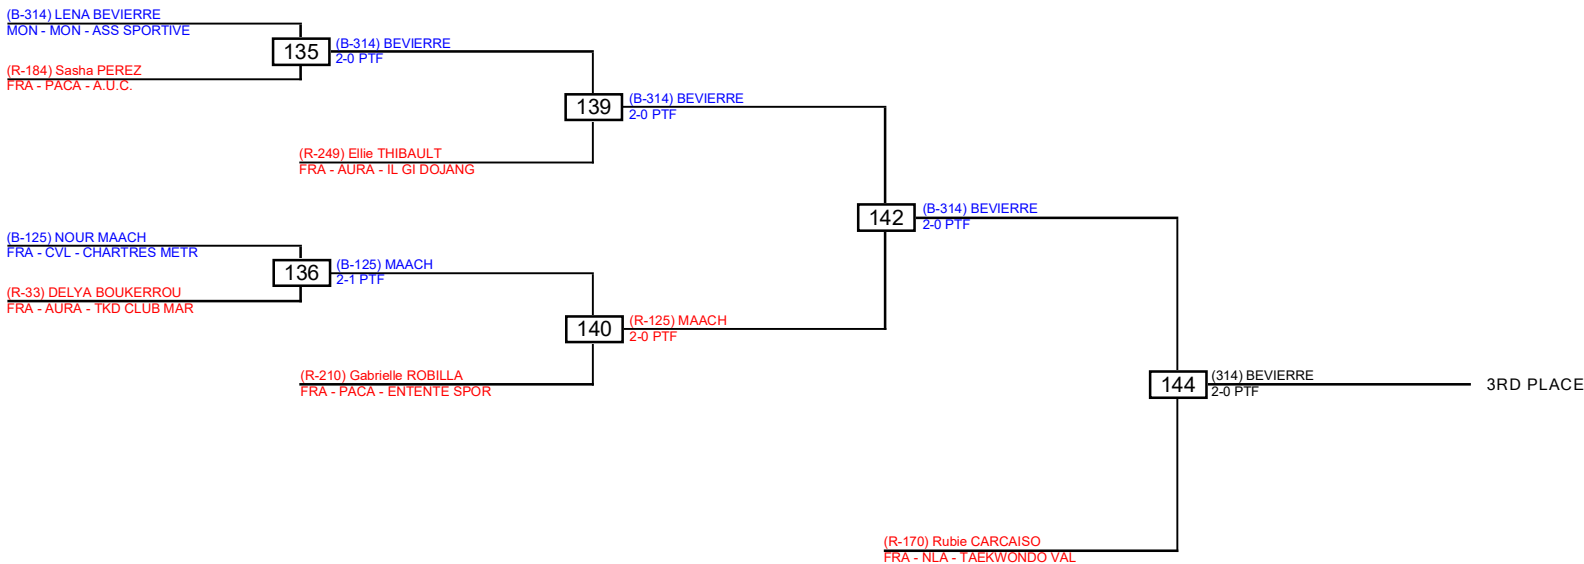 (B-314) LENA BEVIERRE
MON - MON - ASS SPORTIVE
135
(B-314) BEVIERRE
2-0 PTF
(R-184) Sasha PEREZ
FRA - PACA - A.U.C.
139
(B-314) BEVIERRE
2-0 PTF
(R-249) Ellie THIBAULT
FRA - AURA - IL GI DOJANG
142
(B-314) BEVIERRE
2-0 PTF
(B-125) NOUR MAACH
FRA - CVL - CHARTRES METR
136
(B-125) MAACH
2-1 PTF
(R-33) DELYA BOUKERROU
FRA - AURA - TKD CLUB MAR
140
(R-125) MAACH
2-0 PTF
(R-210) Gabrielle ROBILLA
FRA - PACA - ENTENTE SPOR
144
(314) BEVIERRE
2-0 PTF
3RD PLACE
(R-170) Rubie CARCAISO
FRA - NLA - TAEKWONDO VAL